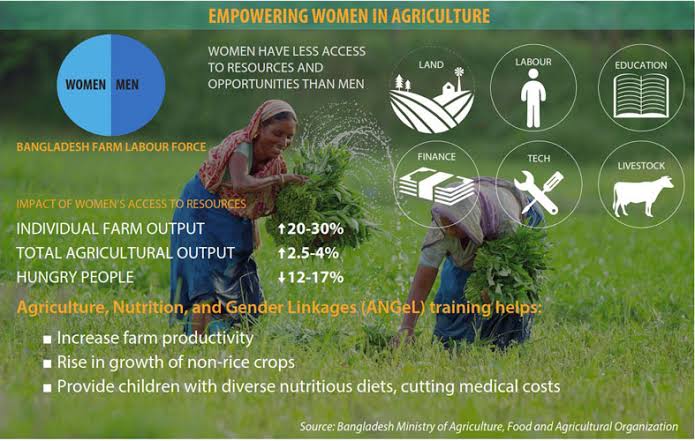 EMPOWERING WOMEN IN AGRICULTURE
WOMEN HAVE LESS ACCESS
TO RESOURCES AND
OPPORTUNITIES THAN MEN
WOMEN MEN
BANGLADESH FARM LABOUR FORCE
LAND
LABOUR
EDUCATION
FINANCE
TECH
LIVESTOCK
IMPACT OF WOMEN'S ACCESS TO RESOURCES
INDIVIDUAL FARM OUTPUT ↑20-30%
TOTAL AGRICULTURAL OUTPUT ↑2.5-4%
HUNGRY PEOPLE ↓12-17%
Agriculture, Nutrition, and Gender Linkages (ANGeL) training helps:
■ Increase farm productivity
■ Rise in growth of non-rice crops
■ Provide children with diverse nutritious diets, cutting medical costs
Source: Bangladesh Ministry of Agriculture, Food and Agricultural Organization